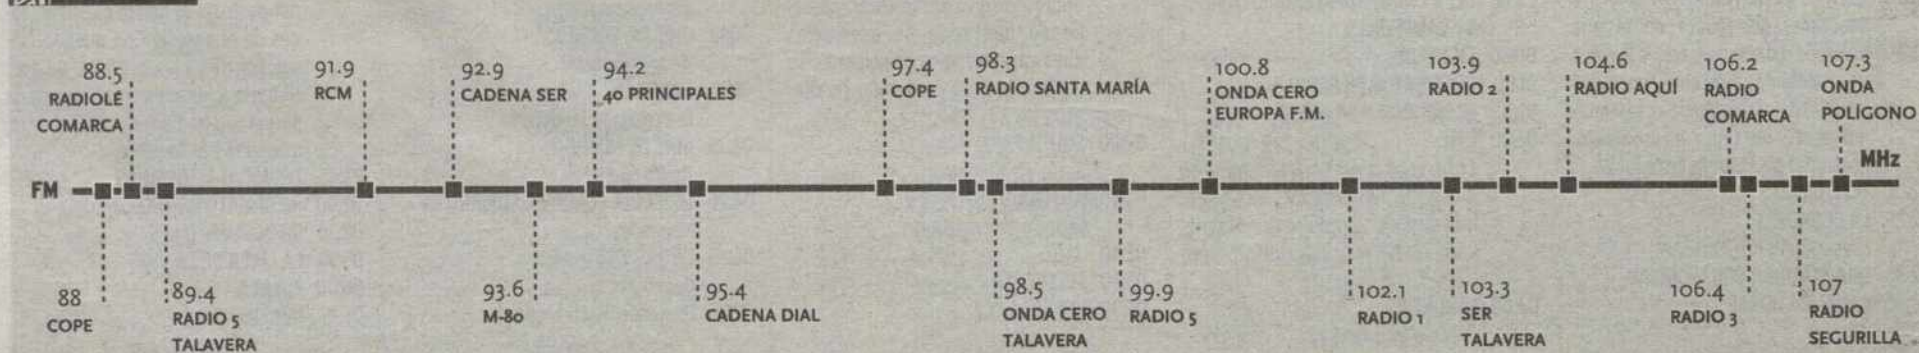 88.5
RADIOLÉ
COMARCA
91.9
RCM
92.9
CADENA SER
94.2
40 PRINCIPALES
97.4
COPE
98.3
RADIO SANTA MARÍA
100.8
ONDA CERO
EUROPA F.M.
103.9
RADIO 2
104.6
RADIO AQUÍ
106.2
RADIO
COMARCA
107.3
ONDA
POLÍGONO
FM
MHz
88
COPE
89.4
RADIO 5
TALAVERA
93.6
M-80
95.4
CADENA DIAL
98.5
ONDA CERO
TALAVERA
99.9
RADIO 5
102.1
RADIO 1
103.3
SER
TALAVERA
106.4
RADIO 3
107
RADIO
SEGURILLA